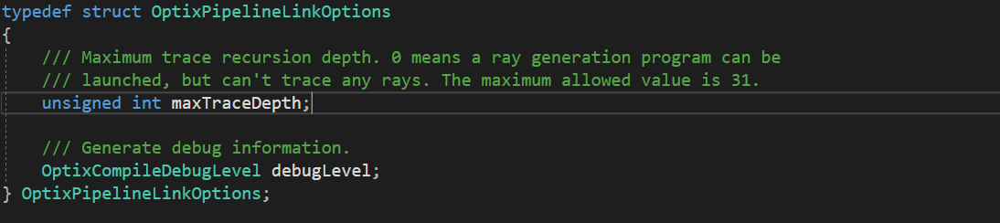 typedef struct OptixPipelineLinkOptions
{
    /// Maximum trace recursion depth. 0 means a ray generation program can be
    /// launched, but can't trace any rays. The maximum allowed value is 31.
    unsigned int maxTraceDepth;

    /// Generate debug information.
    OptixCompileDebugLevel debugLevel;
} OptixPipelineLinkOptions;